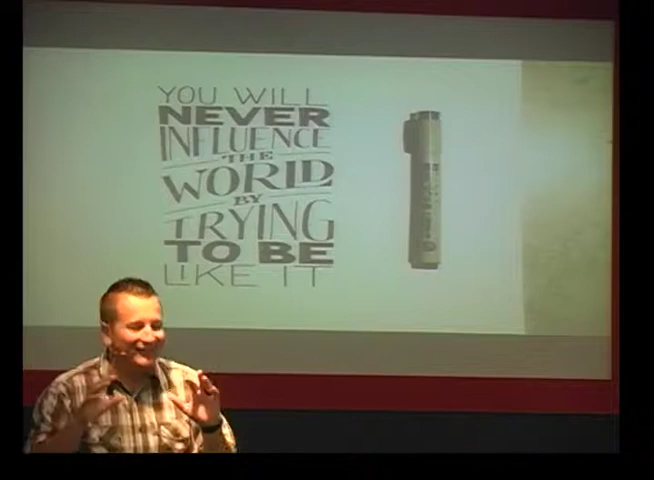 YOU WILL
NEVER
INFLUENCE
THE
WORLD
BY
TRYING
TO BE
LIKE IT